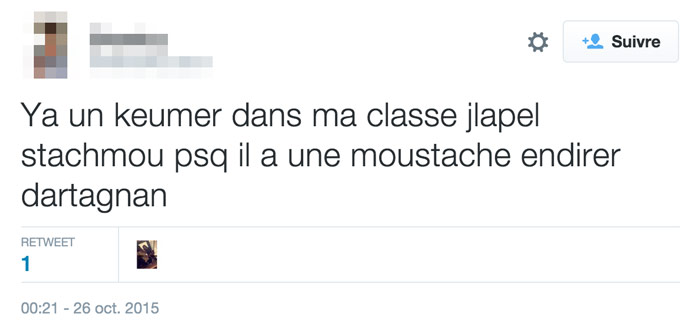 Suivre
Ya un keumer dans ma classe jlapel
stachmou psq il a une moustache endirer
dartagnan
RETWEET
1
00:21 - 26 oct. 2015